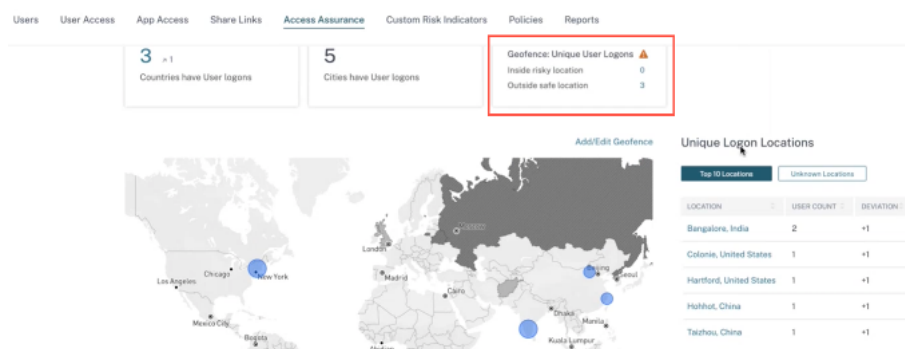 Users User Access App Access Share Links Access Assurance Custom Risk Indicators Policies Reports
3 > 1
Countries have User logons
5
Cities have User logons
Geofence: Unique User Logons
Inside risky location 0
Outside safe location 3
Add/Edit Geofence
Unique Logon Locations
Top 10 Locations Unknown Locations
LOCATION USER COUNT DEVIATION
Bangalore, India 2 +1
Colonie, United States 1 +1
Hartford, United States 1 +1
Hohhot, China 1 +1
Taizhou, China 1 +1
Moscow
London
Chicago
New York
Los Angeles
Madrid
Beijing
Seoul
Cairo
Mexico City
Dhaka
Manila
Bogota
Kuala Lumpur